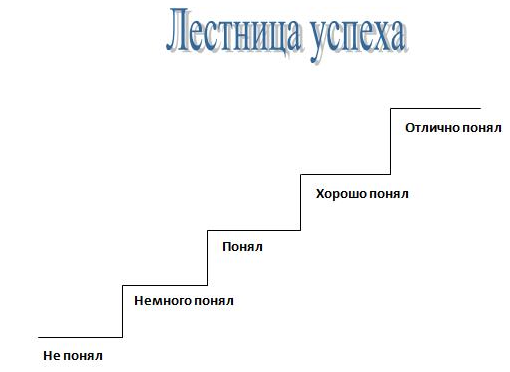 Лестница успеха
Отлично понял
Хорошо понял
Понял
Немного понял
Не понял